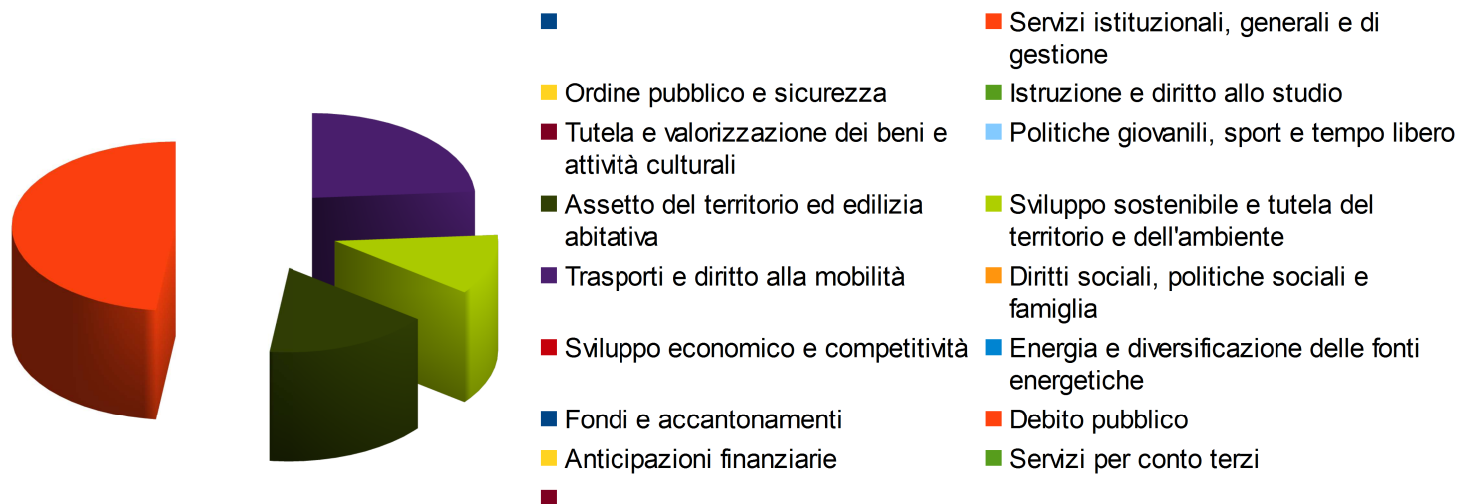 Servizi istituzionali, generali e di
gestione
Ordine pubblico e sicurezza
Istruzione e diritto allo studio
Tutela e valorizzazione dei beni e
attività culturali
Politiche giovanili, sport e tempo libero
Assetto del territorio ed edilizia
abitativa
Sviluppo sostenibile e tutela del
territorio e dell'ambiente
Trasporti e diritto alla mobilità
Diritti sociali, politiche sociali e
famiglia
Sviluppo economico e competitività
Energia e diversificazione delle fonti
energetiche
Fondi e accantonamenti
Debito pubblico
Anticipazioni finanziarie
Servizi per conto terzi